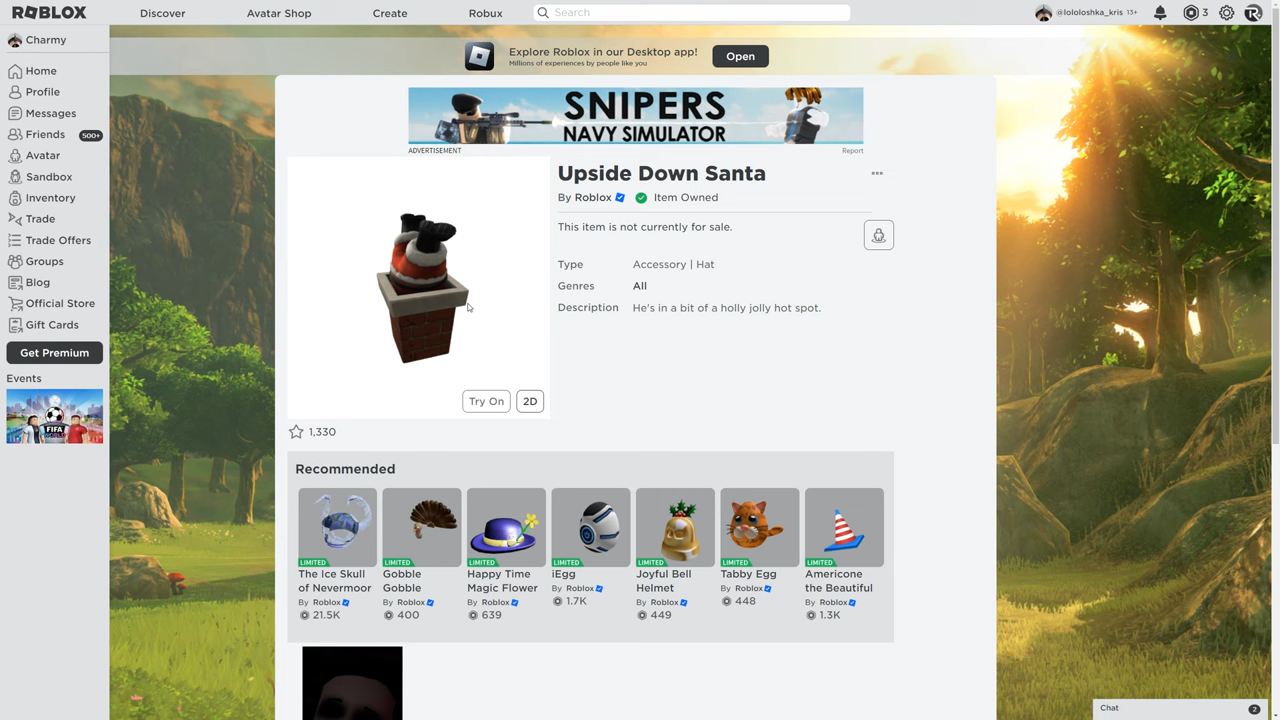 ROBLOX Discover Avatar Shop Create Robux Search @lololoshka_kris 13+ 3
Charmy
Home
Profile
Messages
Friends 500+
Avatar
Sandbox
Inventory
Trade
Trade Offers
Groups
Blog
Official Store
Gift Cards
Get Premium
Events
FIFA
Explore Roblox in our Desktop app!
Millions of experiences by people like you
Open
SNIPERS
NAVY SIMULATOR
ADVERTISEMENT Report
Upside Down Santa
By Roblox Item Owned
This item is not currently for sale.
Type Accessory | Hat
Genres All
Description He's in a bit of a holly jolly hot spot.
Try On 2D
1,330
Recommended
LIMITED LIMITED LIMITED LIMITED LIMITED LIMITED LIMITED
The Ice Skull of Nevermoor
By Roblox
21.5K
Gobble Gobble
By Roblox
400
Happy Time Magic Flower
By Roblox
639
iEgg
By Roblox
1.7K
Joyful Bell Helmet
By Roblox
449
Tabby Egg
By Roblox
448
Americone the Beautiful
By Roblox
1.3K
Chat 2